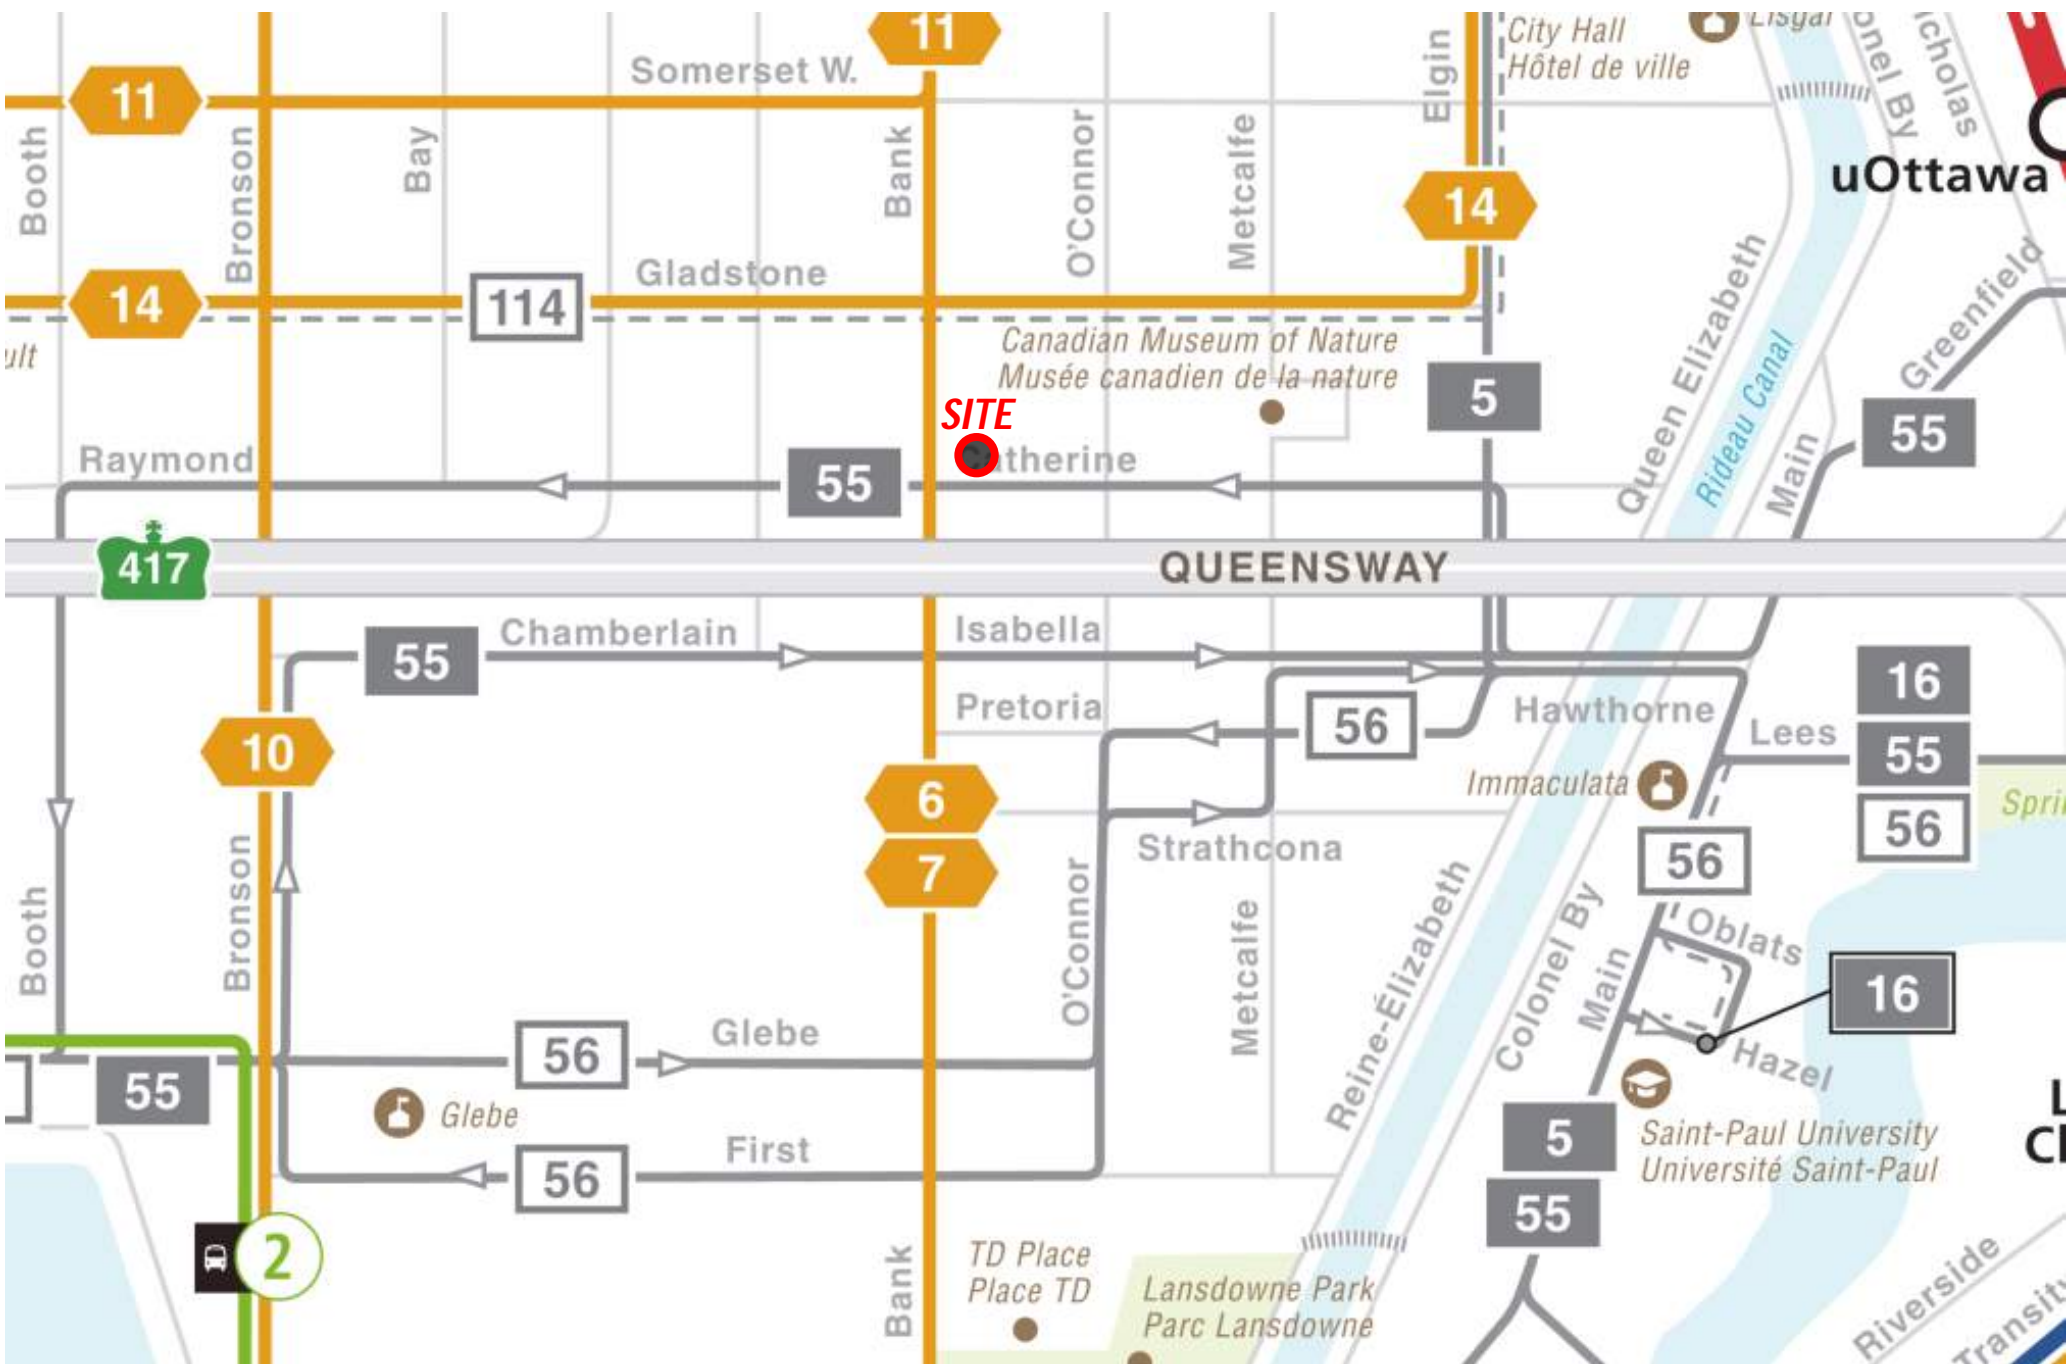 11
City Hall
Hôtel de ville
Lisgar
Somerset W.
11
Booth
Bronson
Bay
Bank
O'Connor
Metcalfe
Elgin
uOttawa
14
Gladstone
14
114
Queen Elizabeth
Greenfield
Canadian Museum of Nature
Musée canadien de la nature
Rideau Canal
5
SITE
55
Main
Raymond
55
Catherine
417
QUEENSWAY
55
Chamberlain
Isabella
16
55
56
Pretoria
56
Hawthorne
Lees
10
6
7
Immaculata
Strathcona
56
Booth
Bronson
O'Connor
Metcalfe
Reine-Élizabeth
Colonel By
Main
Oblats
16
Hazel
56
Glebe
55
Glebe
First
56
5
55
Saint-Paul University
Université Saint-Paul
2
Bank
TD Place
Place TD
Lansdowne Park
Parc Lansdowne
Riverside